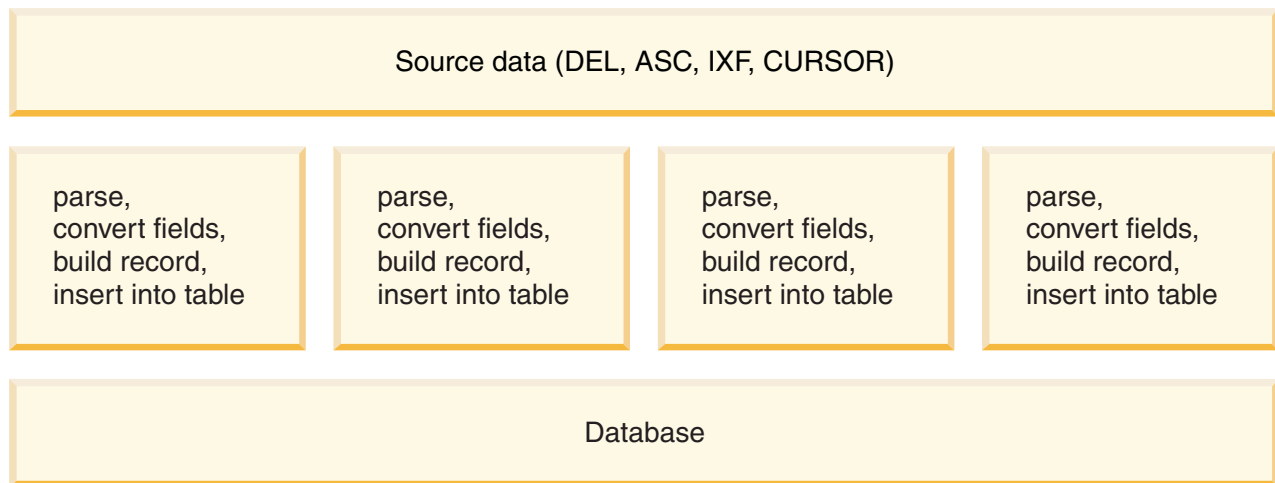 Source data (DEL, ASC, IXF, CURSOR)
parse,
convert fields,
build record,
insert into table
parse,
convert fields,
build record,
insert into table
parse,
convert fields,
build record,
insert into table
parse,
convert fields,
build record,
insert into table
Database